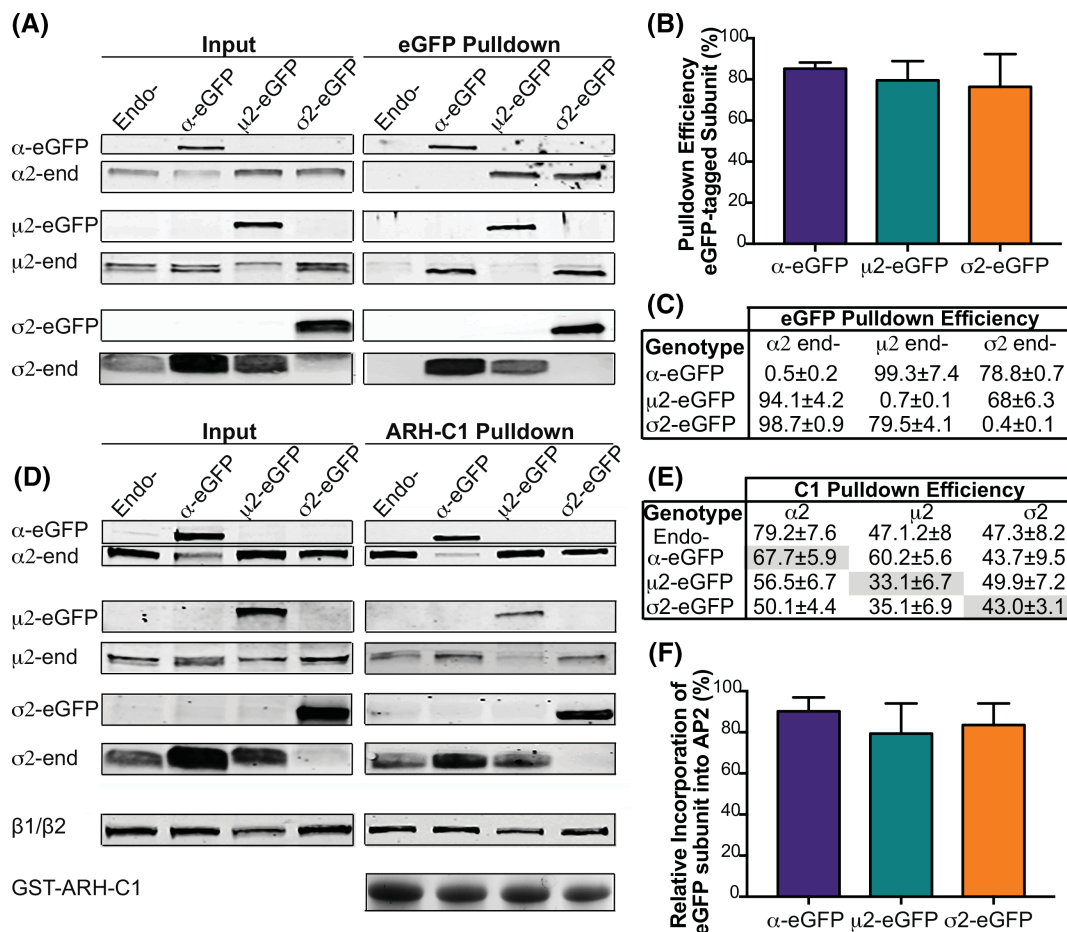 (A)
Input
eGFP Pulldown
Endo-
α-eGFP
μ2-eGFP
σ2-eGFP
Endo-
α-eGFP
μ2-eGFP
σ2-eGFP
α-eGFP
α2-end
μ2-eGFP
μ2-end
σ2-eGFP
σ2-end
(B)
Pulldown Efficiency
eGFP-tagged Subunit (%)
100
80
60
40
20
0
α-eGFP μ2-eGFP σ2-eGFP
(C)
eGFP Pulldown Efficiency
Genotype α2 end- μ2 end- σ2 end-
α-eGFP 0.5±0.2 99.3±7.4 78.8±0.7
μ2-eGFP 94.1±4.2 0.7±0.1 68±6.3
σ2-eGFP 98.7±0.9 79.5±4.1 0.4±0.1
(D)
Input
ARH-C1 Pulldown
Endo-
α-eGFP
μ2-eGFP
σ2-eGFP
Endo-
α-eGFP
μ2-eGFP
σ2-eGFP
α-eGFP
α2-end
μ2-eGFP
μ2-end
σ2-eGFP
σ2-end
β1/β2
GST-ARH-C1
(E)
C1 Pulldown Efficiency
Genotype α2 μ2 σ2
Endo- 79.2±7.6 47.1.2±8 47.3±8.2
α-eGFP 67.7±5.9 60.2±5.6 43.7±9.5
μ2-eGFP 56.5±6.7 33.1±6.7 49.9±7.2
σ2-eGFP 50.1±4.4 35.1±6.9 43.0±3.1
(F)
Relative Incorporation of
eGFP subunit into AP2 (%)
100
80
60
40
20
0
α-eGFP μ2-eGFP σ2-eGFP